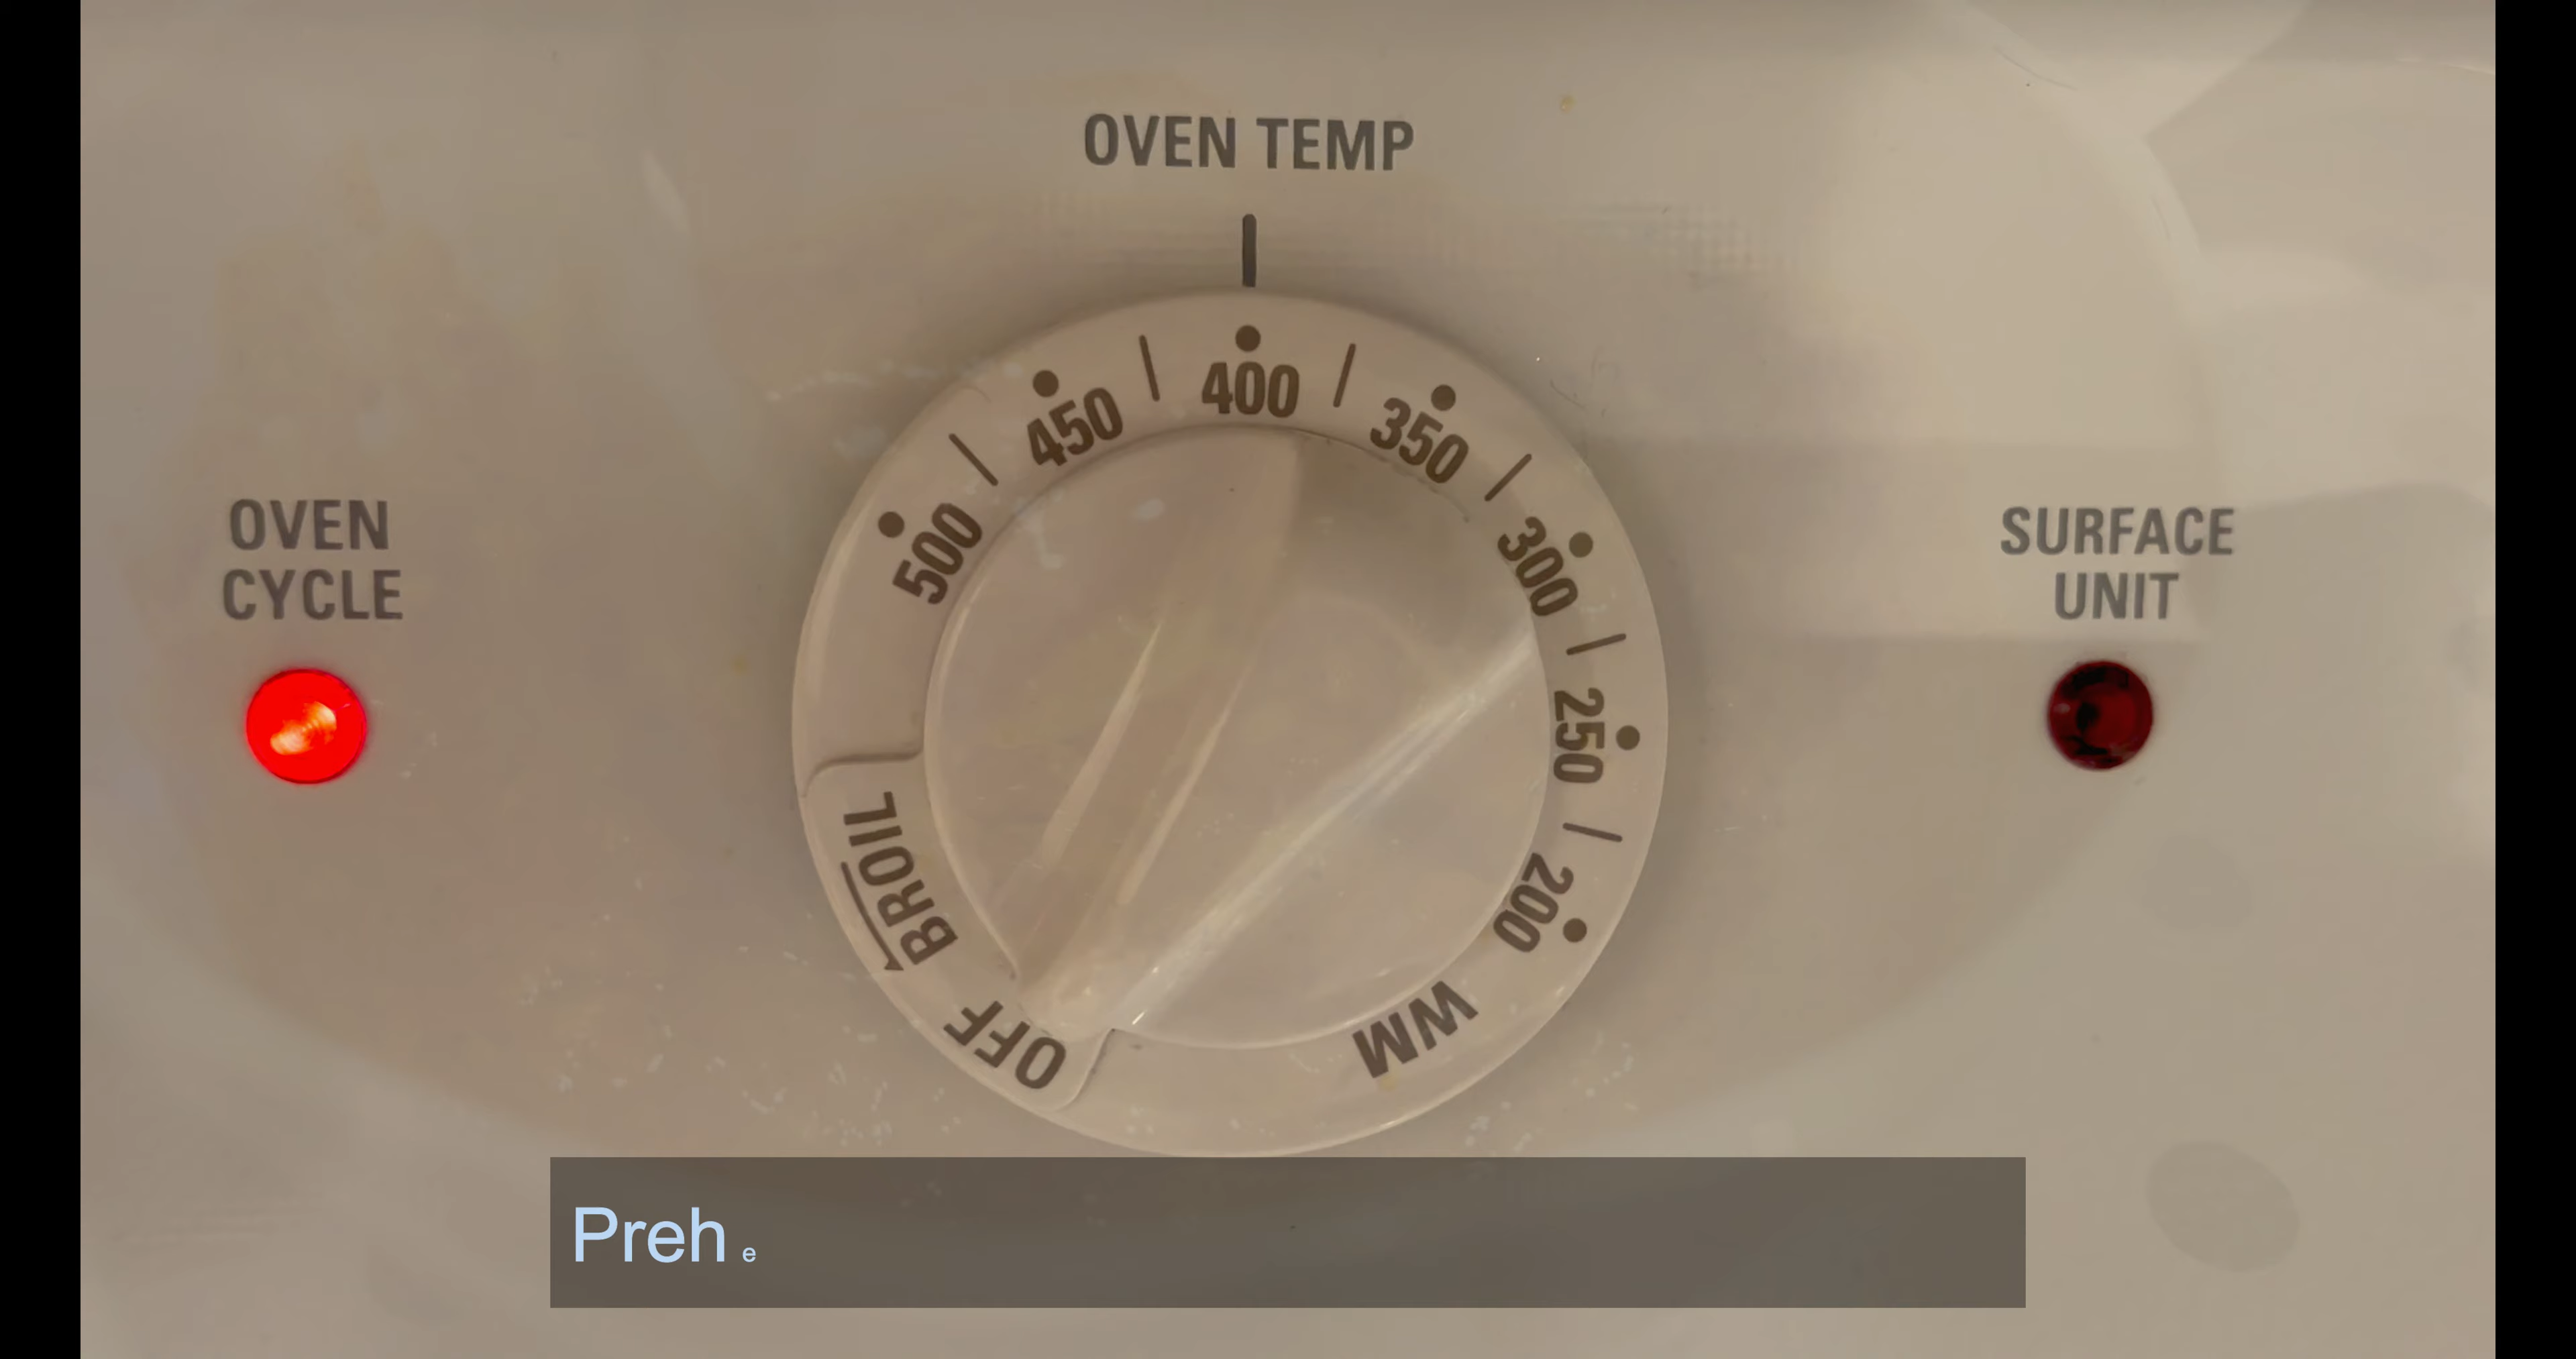 OVEN TEMP
400
450
350
500
300
250
200
BROIL
OFF
WM
OVEN
CYCLE
SURFACE
UNIT
Preh e